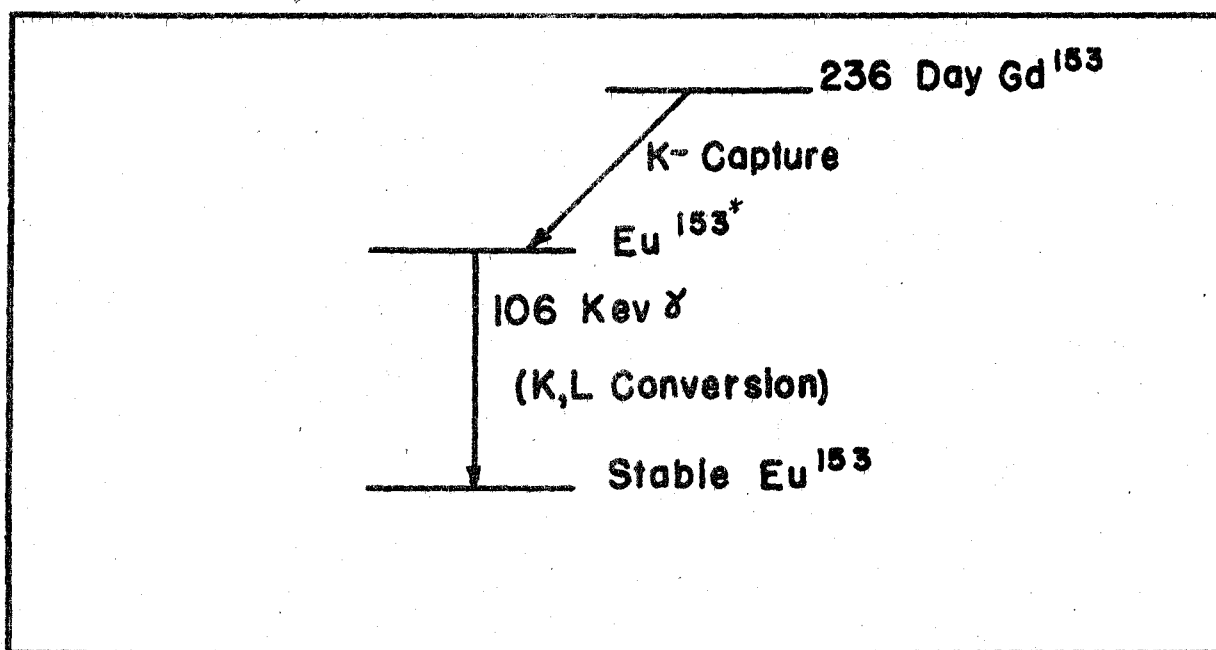 236 Day Gd¹⁵³
K- Capture
Eu¹⁵³*
106 Kev γ
(K,L Conversion)
Stable Eu¹⁵³